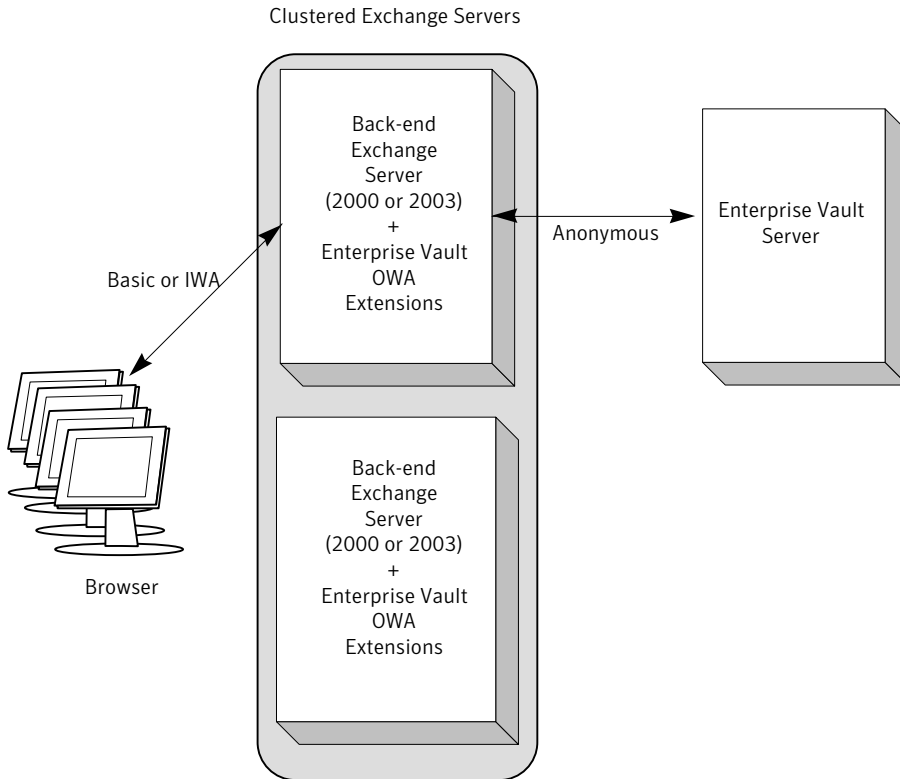 Clustered Exchange Servers
Back-end
Exchange
Server
(2000 or 2003)
+
Enterprise Vault
OWA
Extensions
Enterprise Vault
Server
Anonymous
Basic or IWA
Back-end
Exchange
Server
(2000 or 2003)
+
Enterprise Vault
OWA
Extensions
Browser